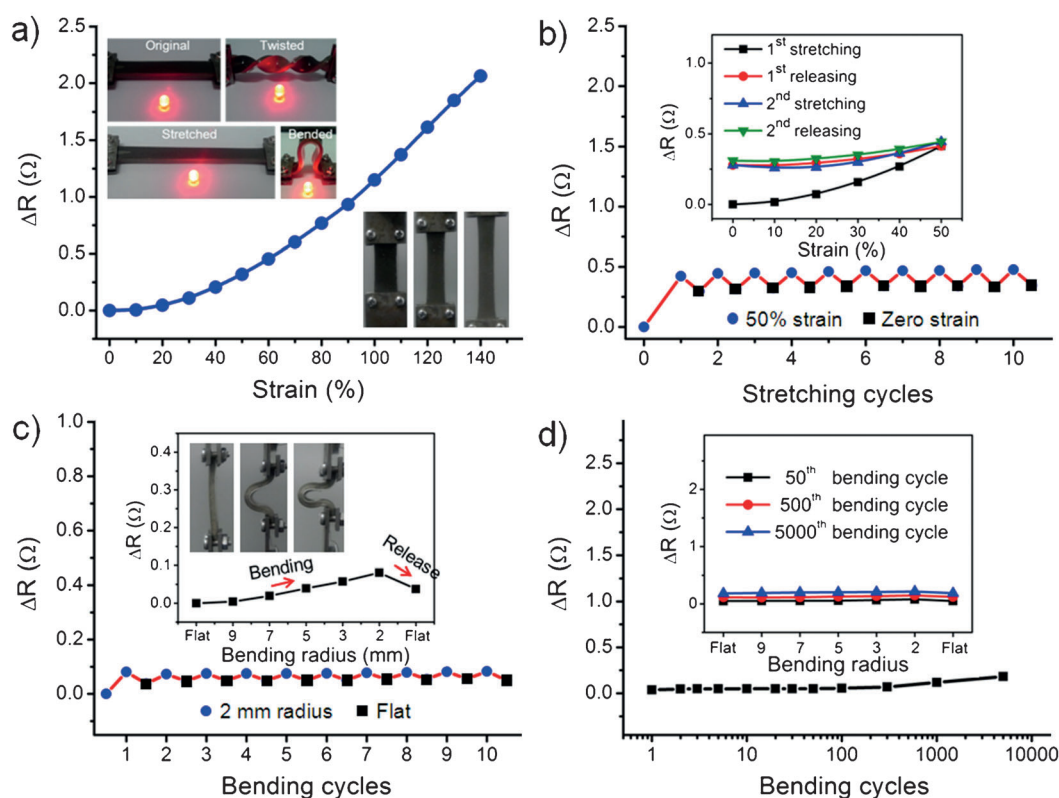 a)
Original
Twisted
Stretched
Bended
ΔR (Ω)
2.5
2.0
1.5
1.0
0.5
0.0
0 20 40 60 80 100 120 140
Strain (%)
b)
ΔR (Ω)
2.5
2.0
1.5
1.0
0.5
0.0
1st stretching
1st releasing
2nd stretching
2nd releasing
ΔR (Ω)
1.0
0.5
0.0
0 10 20 30 40 50
Strain (%)
50% strain Zero strain
0 2 4 6 8 10
Stretching cycles
c)
ΔR (Ω)
1.0
0.8
0.6
0.4
0.2
0.0
ΔR (Ω)
0.4
0.3
0.2
0.1
0.0
Bending
Release
Flat 9 7 5 3 2 Flat
Bending radius (mm)
2 mm radius Flat
1 2 3 4 5 6 7 8 9 10
Bending cycles
d)
ΔR (Ω)
2.5
2.0
1.5
1.0
0.5
0.0
50th bending cycle
500th bending cycle
5000th bending cycle
ΔR (Ω)
2
1
0
Flat 9 7 5 3 2 Flat
Bending radius
1 10 100 1000 10000
Bending cycles